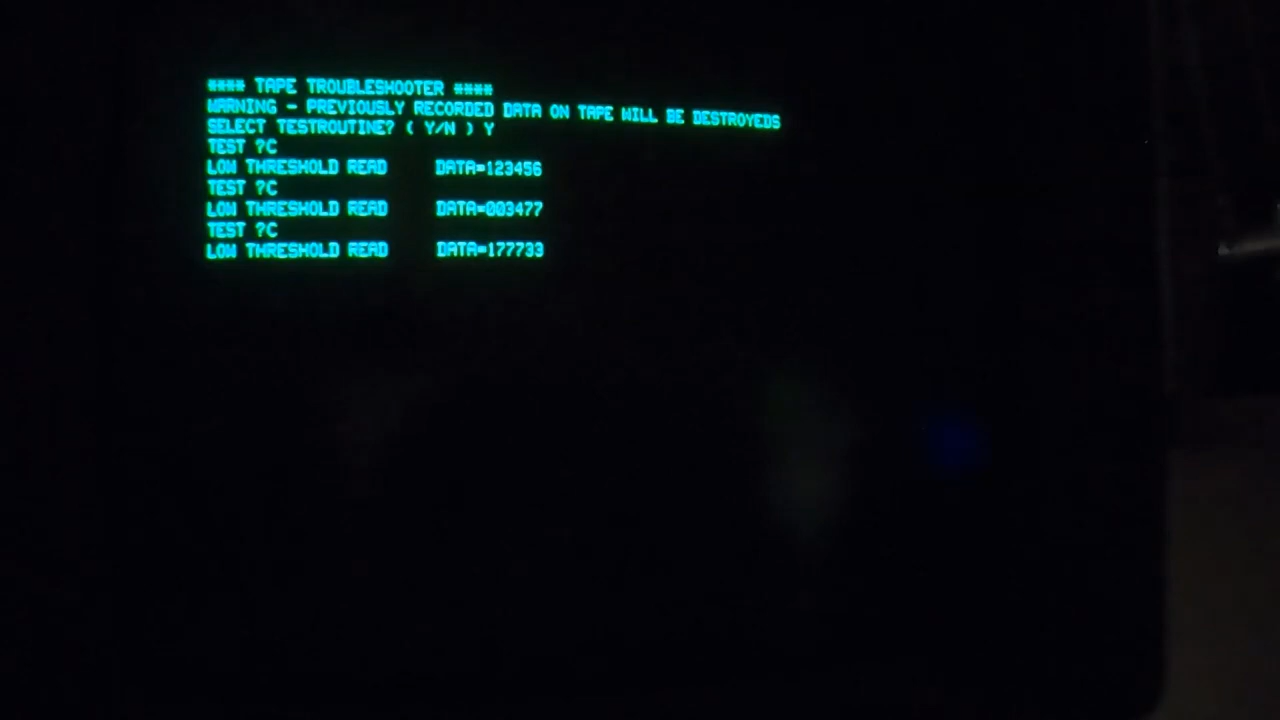 **** TAPE TROUBLESHOOTER ****
WARNING - PREVIOUSLY RECORDED DATA ON TAPE WILL BE DESTROYEDS
SELECT TESTROUTINE? ( Y/N ) Y
TEST ?C
LOW THRESHOLD READ DATA=123456
TEST ?C
LOW THRESHOLD READ DATA=003477
TEST ?C
LOW THRESHOLD READ DATA=177733